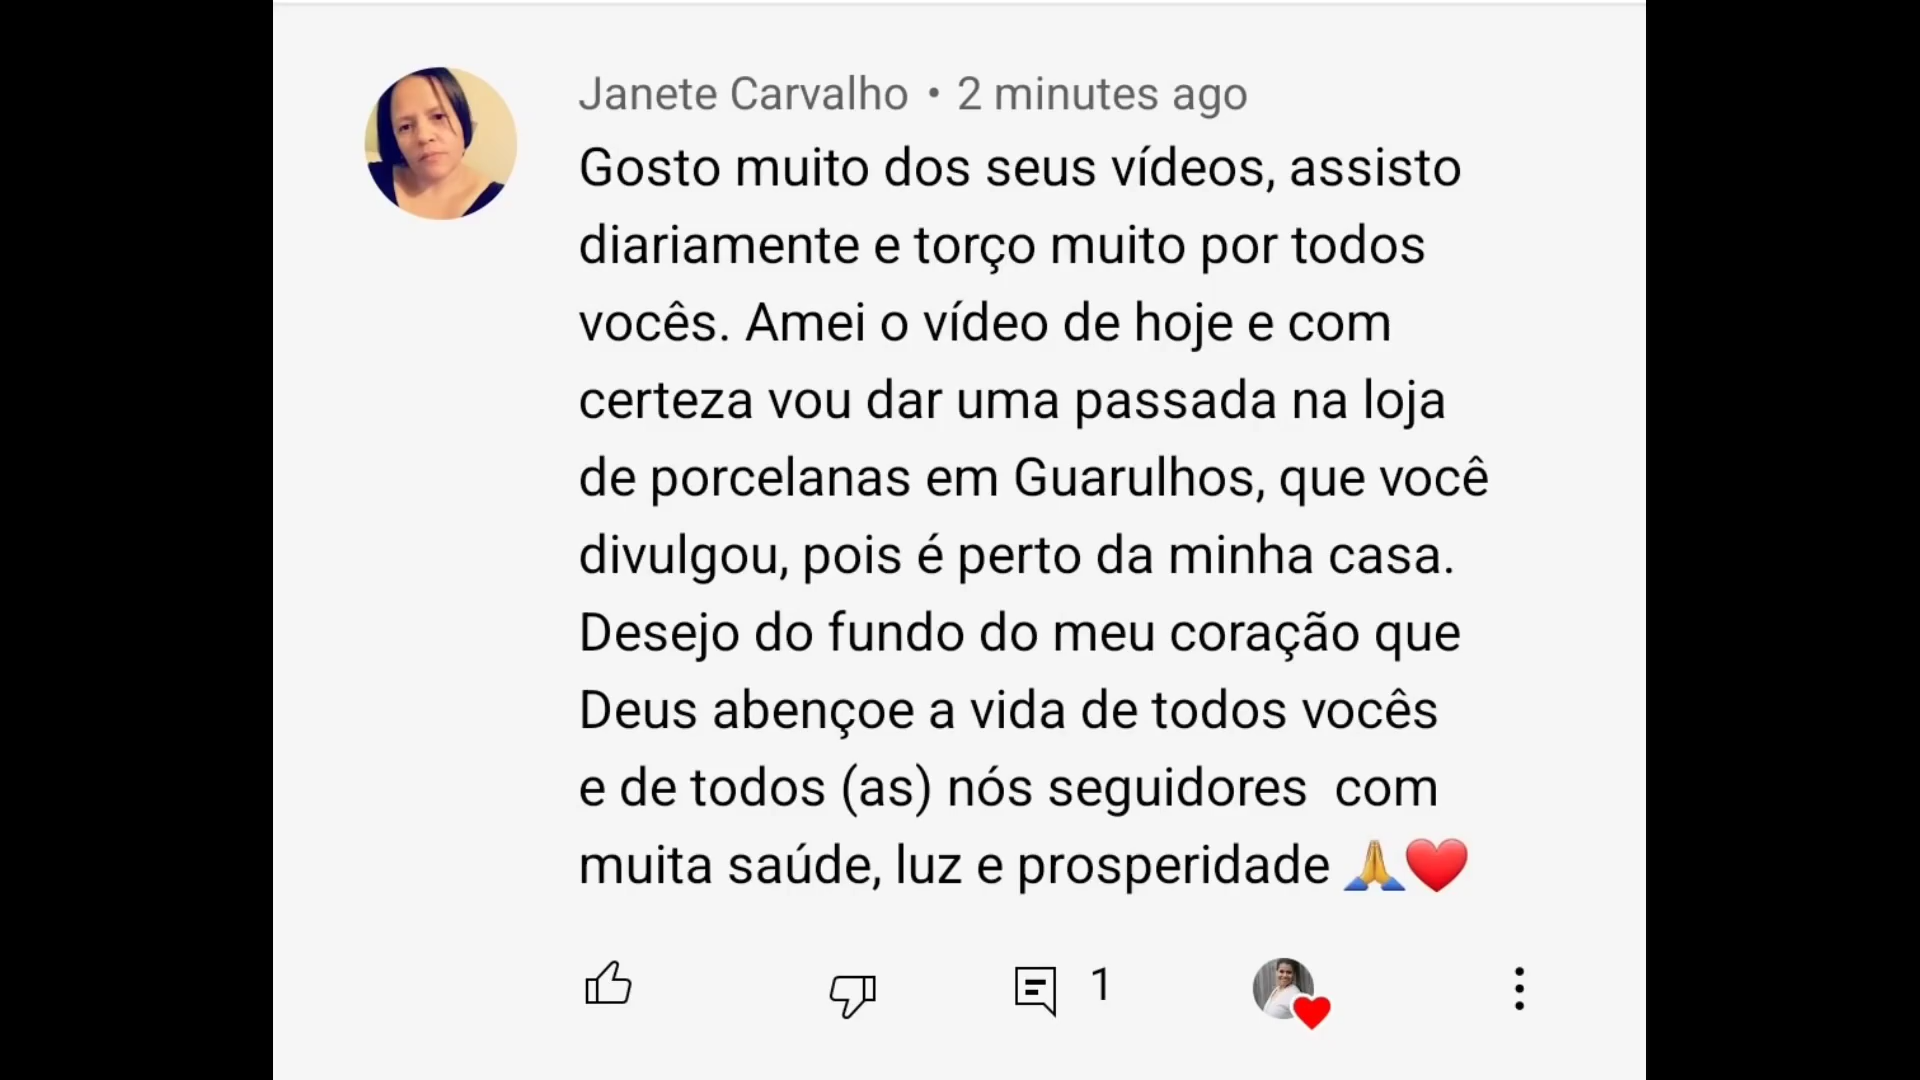 Janete Carvalho • 2 minutes ago
Gosto muito dos seus vídeos, assisto
diariamente e torço muito por todos
vocês. Amei o vídeo de hoje e com
certeza vou dar uma passada na loja
de porcelanas em Guarulhos, que você
divulgou, pois é perto da minha casa.
Desejo do fundo do meu coração que
Deus abençoe a vida de todos vocês
e de todos (as) nós seguidores  com
muita saúde, luz e prosperidade 🙏❤️
1